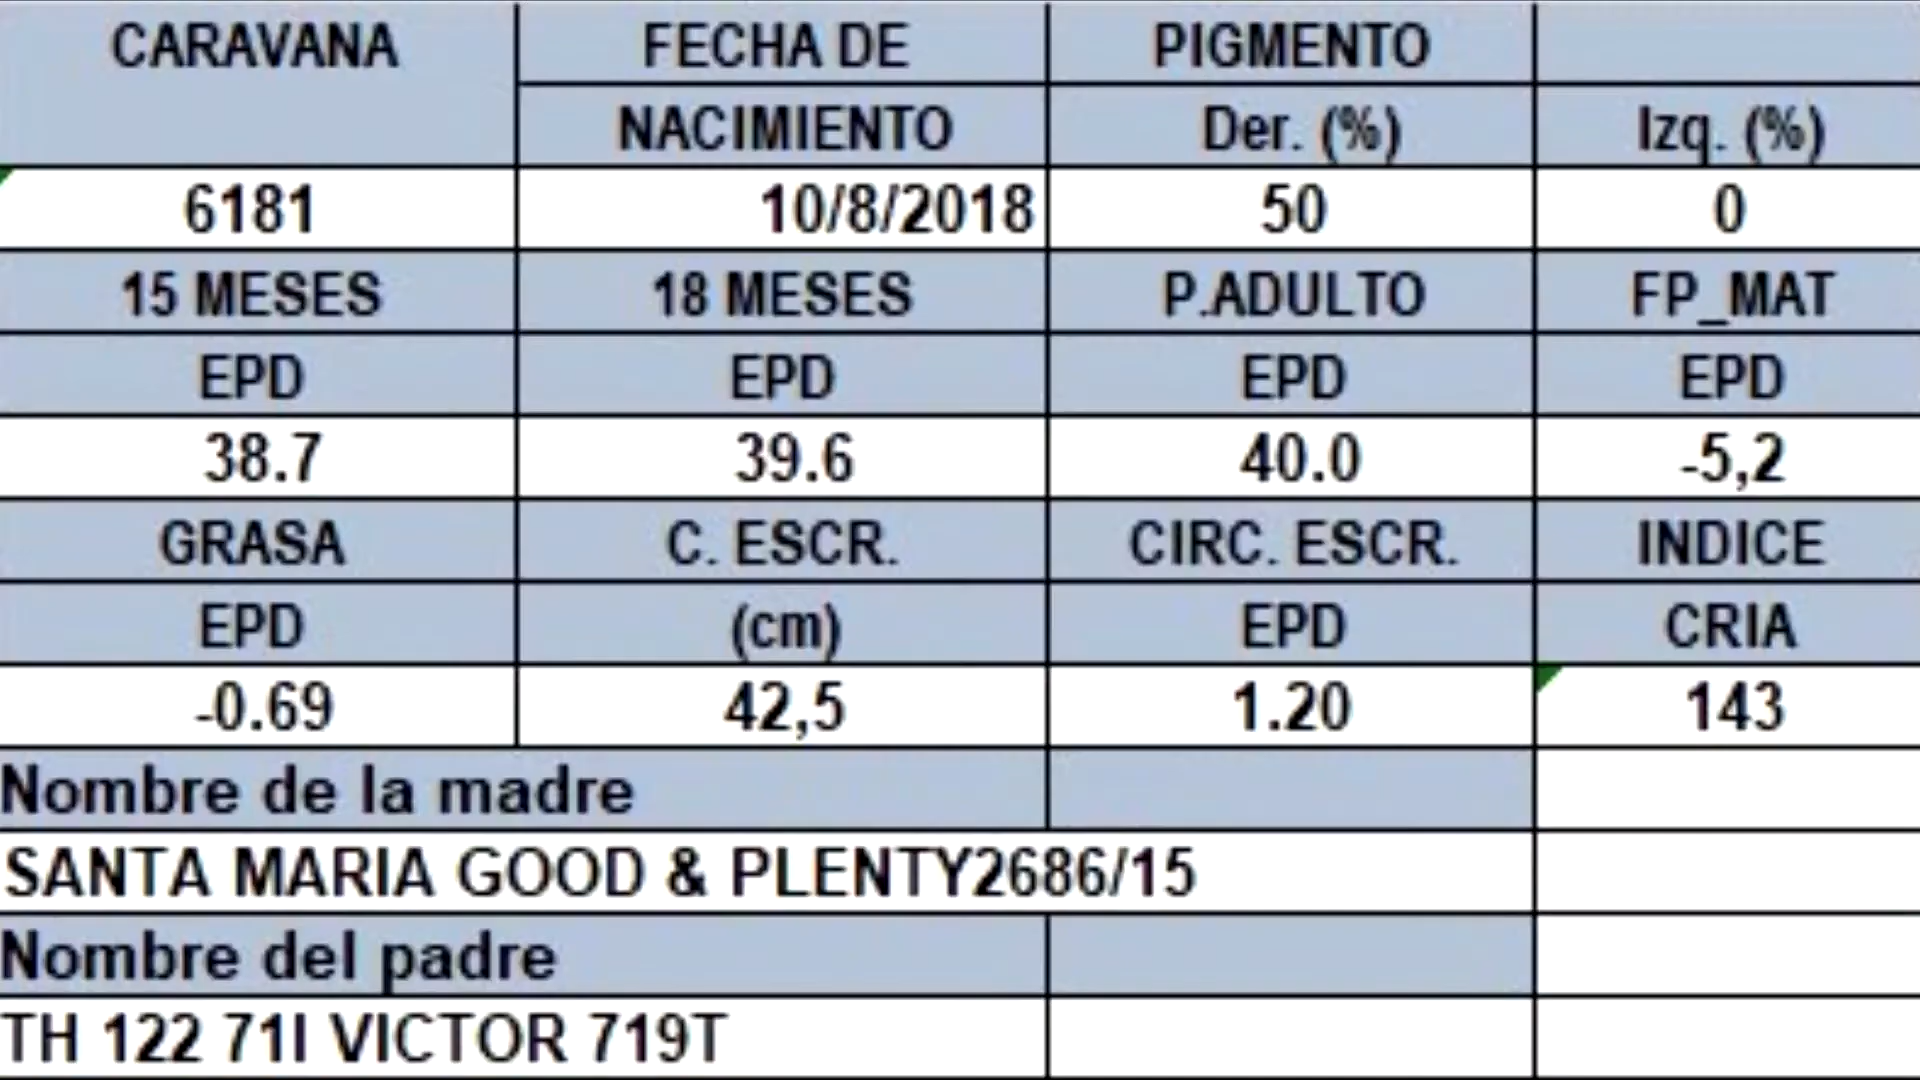 CARAVANA FECHA DE PIGMENTO
NACIMIENTO Der. (%) Izq. (%)
6181 10/8/2018 50 0
15 MESES 18 MESES P.ADULTO FP_MAT
EPD EPD EPD EPD
38.7 39.6 40.0 -5,2
GRASA C. ESCR. CIRC. ESCR. INDICE
EPD (cm) EPD CRIA
-0.69 42,5 1.20 143
Nombre de la madre
SANTA MARIA GOOD & PLENTY2686/15
Nombre del padre
TH 122 71I VICTOR 719T